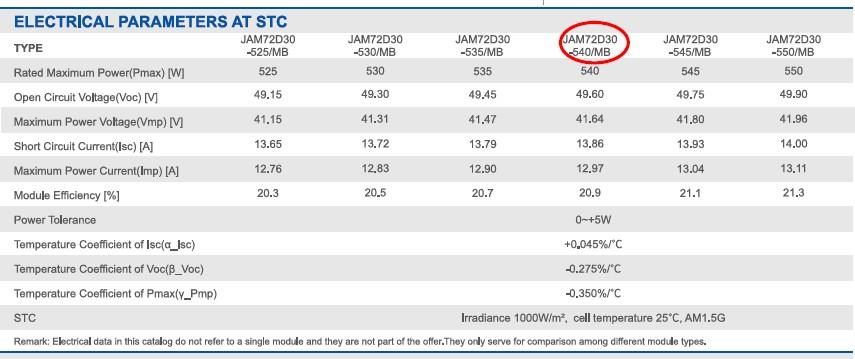 ELECTRICAL PARAMETERS AT STC
TYPE JAM72D30 -525/MB JAM72D30 -530/MB JAM72D30 -535/MB JAM72D30 -540/MB JAM72D30 -545/MB JAM72D30 -550/MB
Rated Maximum Power(Pmax) [W] 525 530 535 540 545 550
Open Circuit Voltage(Voc) [V] 49.15 49.30 49.45 49.60 49.75 49.90
Maximum Power Voltage(Vmp) [V] 41.15 41.31 41.47 41.64 41.80 41.96
Short Circuit Current(Isc) [A] 13.65 13.72 13.79 13.86 13.93 14.00
Maximum Power Current(Imp) [A] 12.76 12.83 12.90 12.97 13.04 13.11
Module Efficiency [%] 20.3 20.5 20.7 20.9 21.1 21.3
Power Tolerance 0~+5W
Temperature Coefficient of Isc(α_Isc) +0.045%/°C
Temperature Coefficient of Voc(β_Voc) -0.275%/°C
Temperature Coefficient of Pmax(γ_Pmp) -0.350%/°C
STC Irradiance 1000W/m², cell temperature 25°C, AM1.5G
Remark: Electrical data in this catalog do not refer to a single module and they are not part of the offer.They only serve for comparison among different module types.